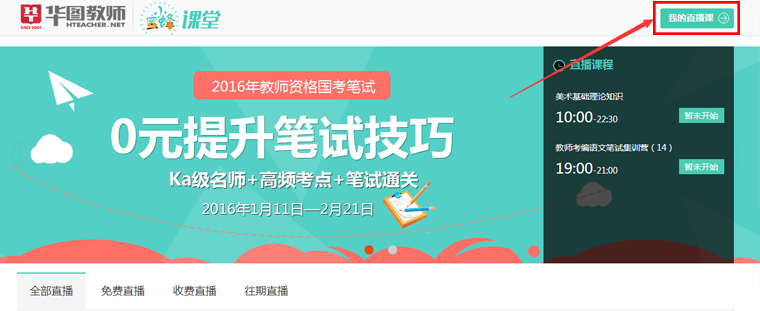 华图教师
HTEACHER.NET
SINCE 2001
蜜蜂课堂
我的直播课
2016年教师资格国考笔试
0元提升笔试技巧
Ka级名师+高频考点+笔试通关
2016年1月11日—2月21日
直播课程
美术基础理论知识
10:00-22:30
暂未开始
教师考编语文笔试集训营（14）
19:00-21:00
暂未开始
全部直播
免费直播
收费直播
往期直播